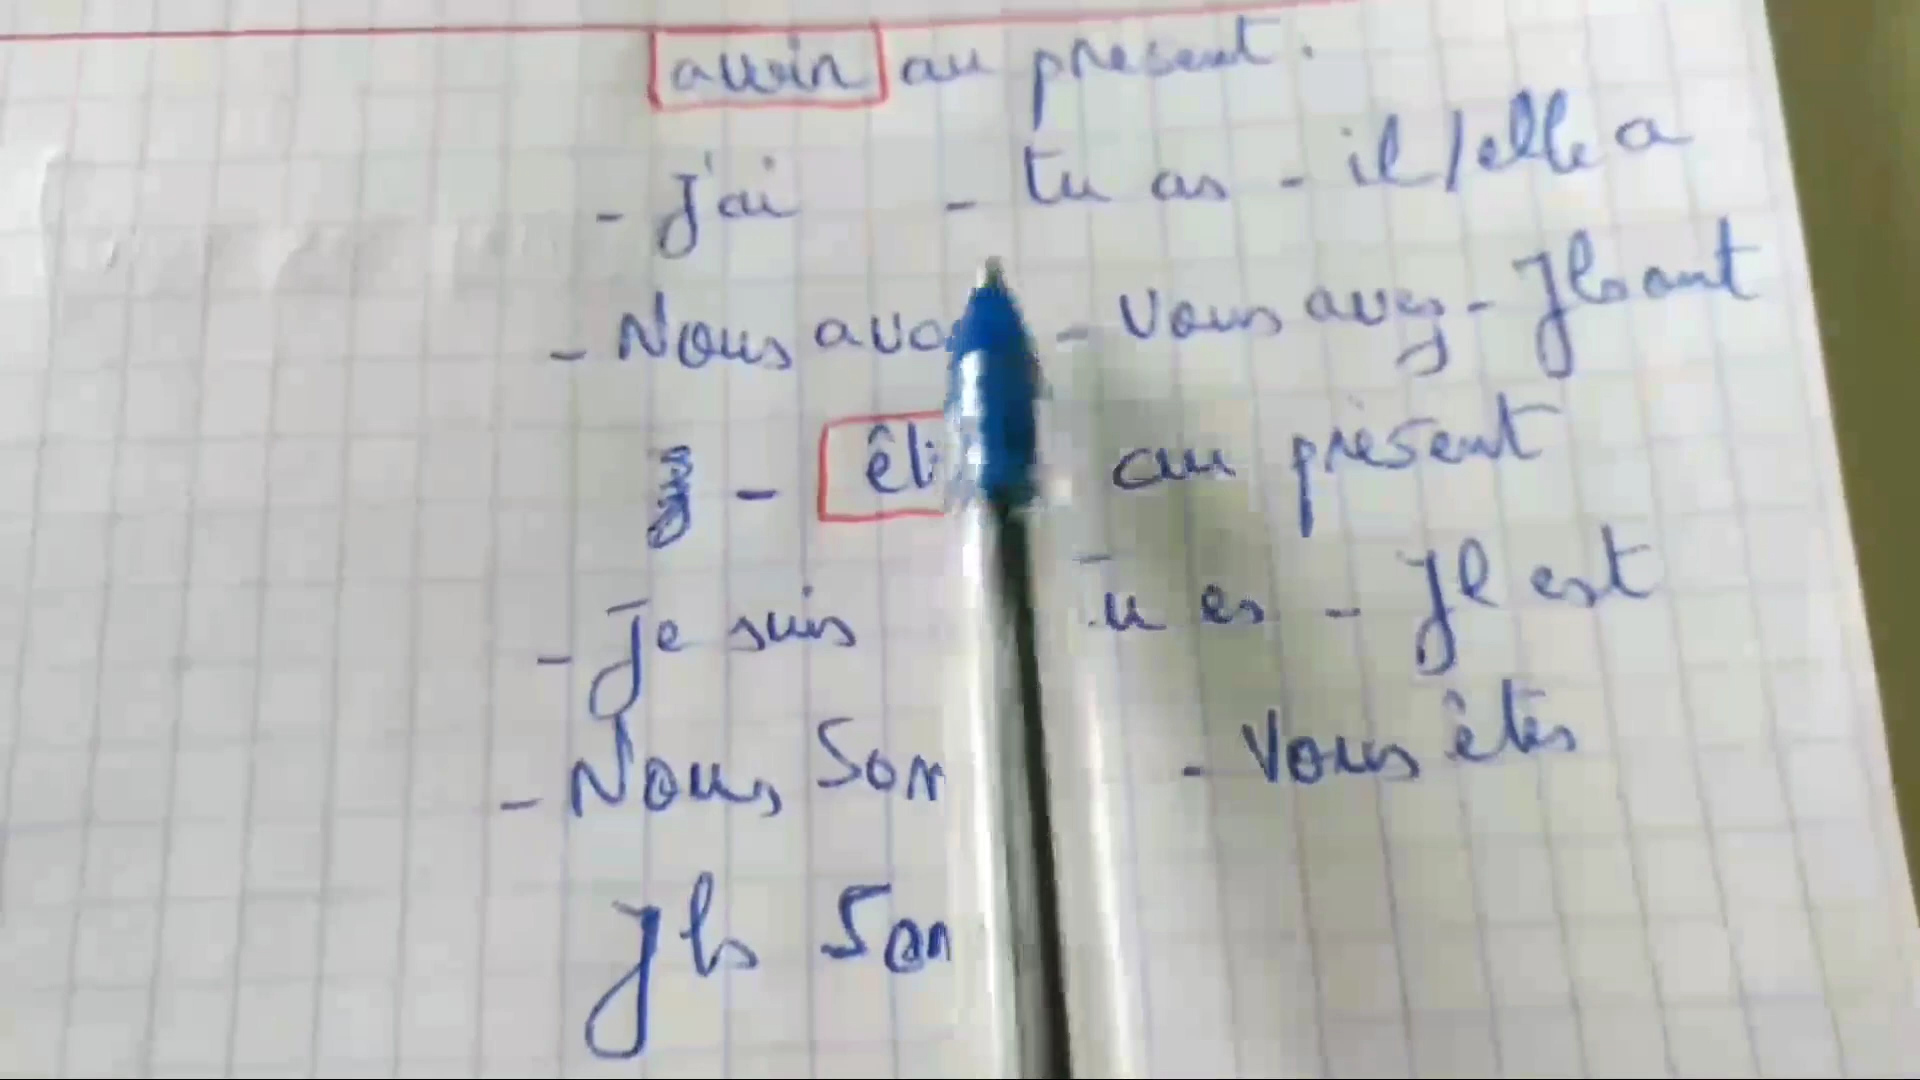 avoir au présent.
- J'ai - tu as - il/elle a
- Nous avo - Vous avez - Ils ont
- êt au présent
- Je suis Tu es - Il est
- Nous som - Vous êtes
Ils son